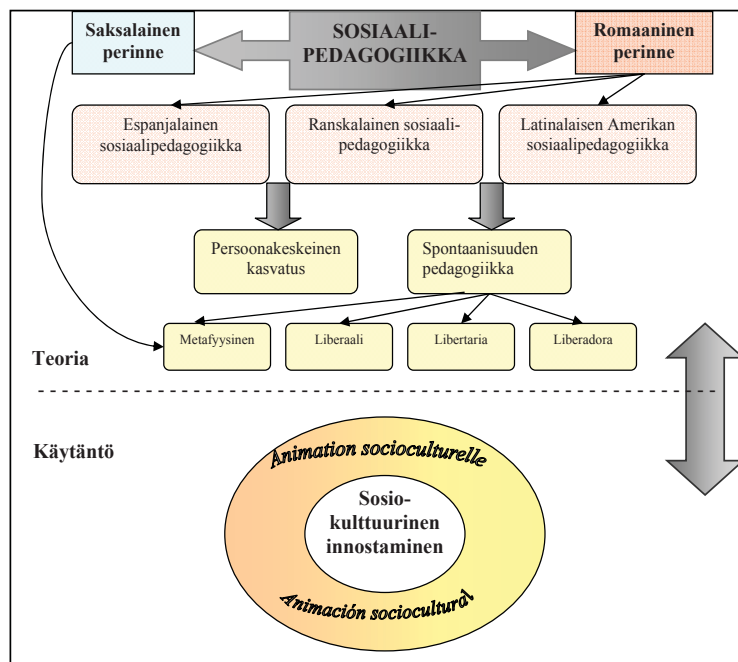 Saksalainen
perinne
SOSIAALI-
PEDAGOGIIKKA
Romaaninen
perinne
Espanjalainen
sosiaalipedagogiikka
Ranskalainen sosiaali-
pedagogiikka
Latinalaisen Amerikan
sosiaalipedagogiikka
Persoonakeskeinen
kasvatus
Spontaanisuuden
pedagogiikka
Metafyysinen
Liberaali
Libertaria
Liberadora
Teoria
Käytäntö
Animation socioculturelle
Sosio-
kulttuurinen
innostaminen
Animación sociocultural